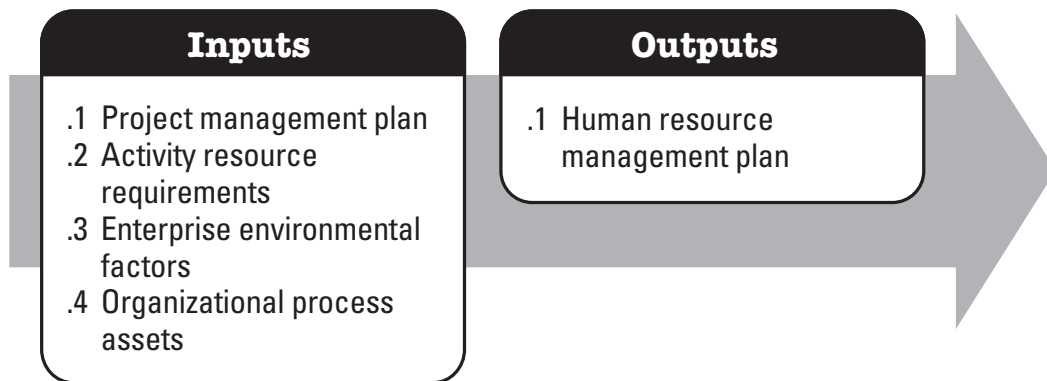 Inputs
.1 Project management plan
.2 Activity resource
requirements
.3 Enterprise environmental
factors
.4 Organizational process
assets
Outputs
.1 Human resource
management plan